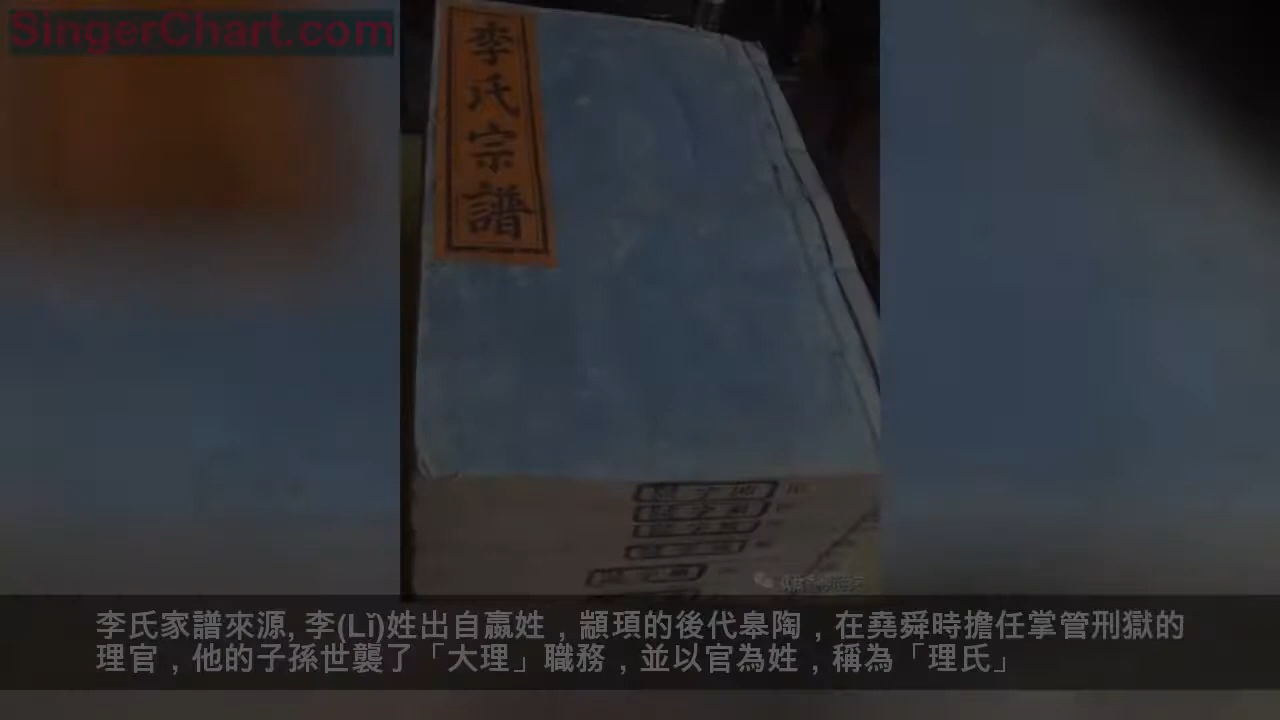 SingerChart.com
李氏宗譜
李氏家譜來源, 李(Lǐ)姓出自嬴姓，顓頊的後代皋陶，在堯舜時擔任掌管刑獄的
理官，他的子孫世襲了「大理」職務，並以官為姓，稱為「理氏」